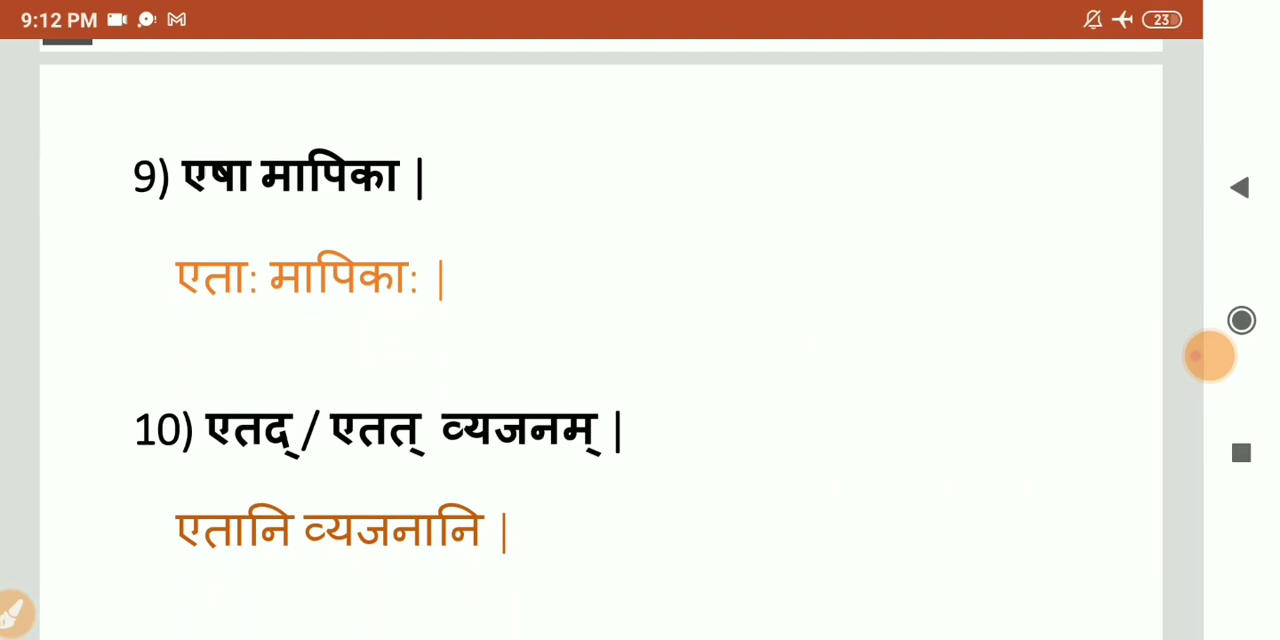 9:12 PM 23
9) एषा मापिका |
एता: मापिका: |
10) एतद् / एतत् व्यजनम् |
एतानि व्यजनानि |